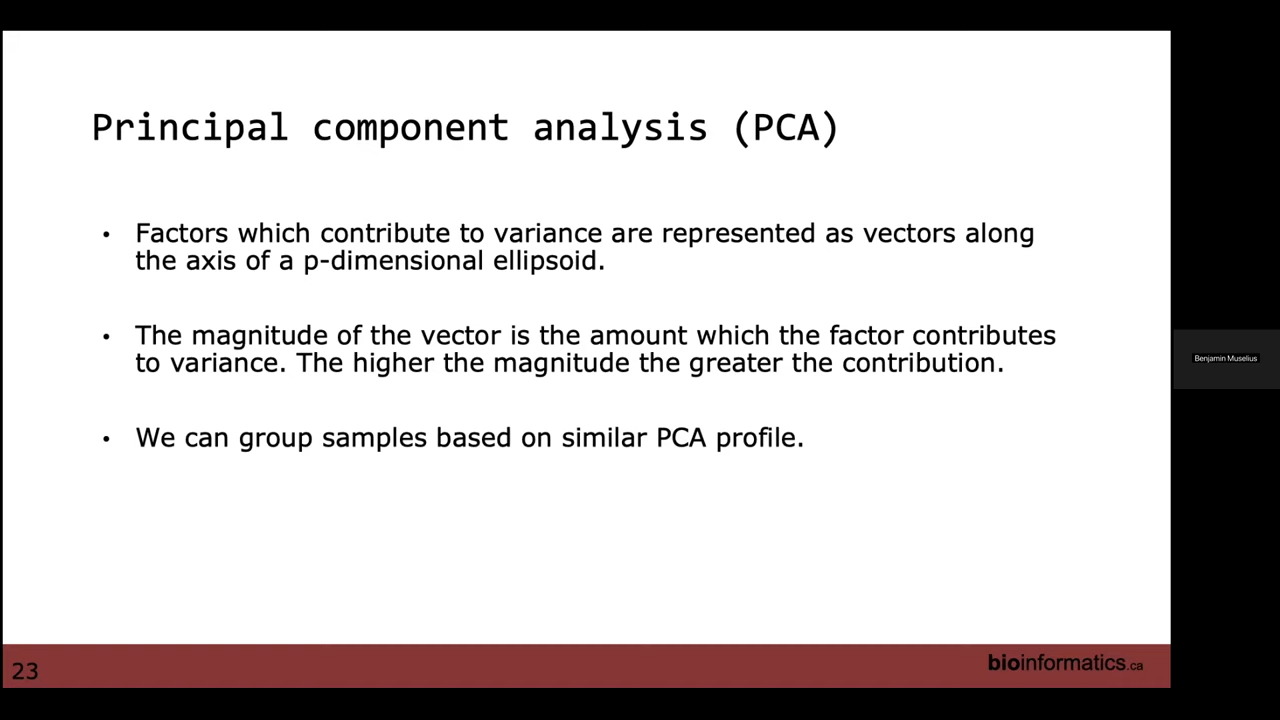 Principal component analysis (PCA)
• Factors which contribute to variance are represented as vectors along
the axis of a p-dimensional ellipsoid.
• The magnitude of the vector is the amount which the factor contributes
to variance. The higher the magnitude the greater the contribution.
• We can group samples based on similar PCA profile.
Benjamin Muselius
23
bioinformatics.ca